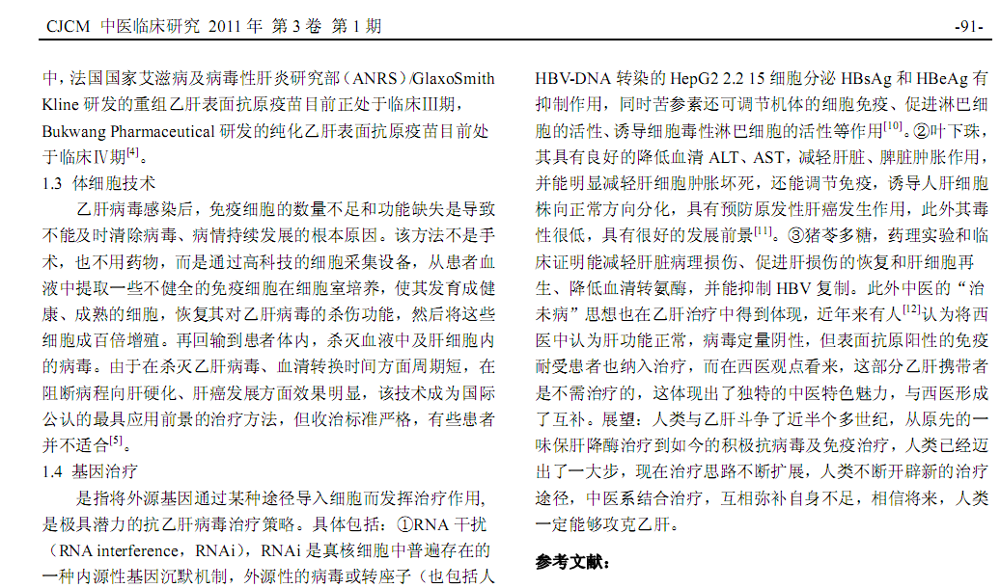 CJCM 中医临床研究 2011 年 第 3 卷 第 1 期
-91-
中，法国国家艾滋病及病毒性肝炎研究部（ANRS）/GlaxoSmith
Kline 研发的重组乙肝表面抗原疫苗目前正处于临床Ⅲ期，
Bukwang Pharmaceutical 研发的纯化乙肝表面抗原疫苗目前处
于临床Ⅳ期[4]。
1.3 体细胞技术
乙肝病毒感染后，免疫细胞的数量不足和功能缺失是导致
不能及时清除病毒、病情持续发展的根本原因。该方法不是手
术，也不用药物，而是通过高科技的细胞采集设备，从患者血
液中提取一些不健全的免疫细胞在细胞室培养，使其发育成健
康、成熟的细胞，恢复其对乙肝病毒的杀伤功能，然后将这些
细胞成百倍增殖。再回输到患者体内，杀灭血液中及肝细胞内
的病毒。由于在杀灭乙肝病毒、血清转换时间方面周期短，在
阻断病程向肝硬化、肝癌发展方面效果明显，该技术成为国际
公认的最具应用前景的治疗方法，但收治标准严格，有些患者
并不适合[5]。
1.4 基因治疗
是指将外源基因通过某种途径导入细胞而发挥治疗作用，
是极具潜力的抗乙肝病毒治疗策略。具体包括：①RNA 干扰
（RNA interference，RNAi），RNAi 是真核细胞中普遍存在的
一种内源性基因沉默机制，外源性的病毒或转座子（也包括人
HBV-DNA 转染的 HepG2 2.2 15 细胞分泌 HBsAg 和 HBeAg 有
抑制作用，同时苦参素还可调节机体的细胞免疫、促进淋巴细
胞的活性、诱导细胞毒性淋巴细胞的活性等作用[10]。②叶下珠，
其具有良好的降低血清 ALT、AST，减轻肝脏、脾脏肿胀作用，
并能明显减轻肝细胞肿胀坏死，还能调节免疫，诱导人肝细胞
株向正常方向分化，具有预防原发性肝癌发生作用，此外其毒
性很低，具有很好的发展前景[11]。③猪苓多糖，药理实验和临
床证明能减轻肝脏病理损伤、促进肝损伤的恢复和肝细胞再
生、降低血清转氨酶，并能抑制 HBV 复制。此外中医的“治
未病”思想也在乙肝治疗中得到体现，近年来有人[12]认为将西
医中认为肝功能正常，病毒定量阴性，但表面抗原阳性的免疫
耐受患者也纳入治疗，而在西医观点看来，这部分乙肝携带者
是不需治疗的，这体现出了独特的中医特色魅力，与西医形成
了互补。展望：人类与乙肝斗争了近半个多世纪，从原先的一
味保肝降酶治疗到如今的积极抗病毒及免疫治疗，人类已经迈
出了一大步，现在治疗思路不断扩展，人类不断开辟新的治疗
途径，中医系结合治疗，互相弥补自身不足，相信将来，人类
一定能够攻克乙肝。
参考文献：